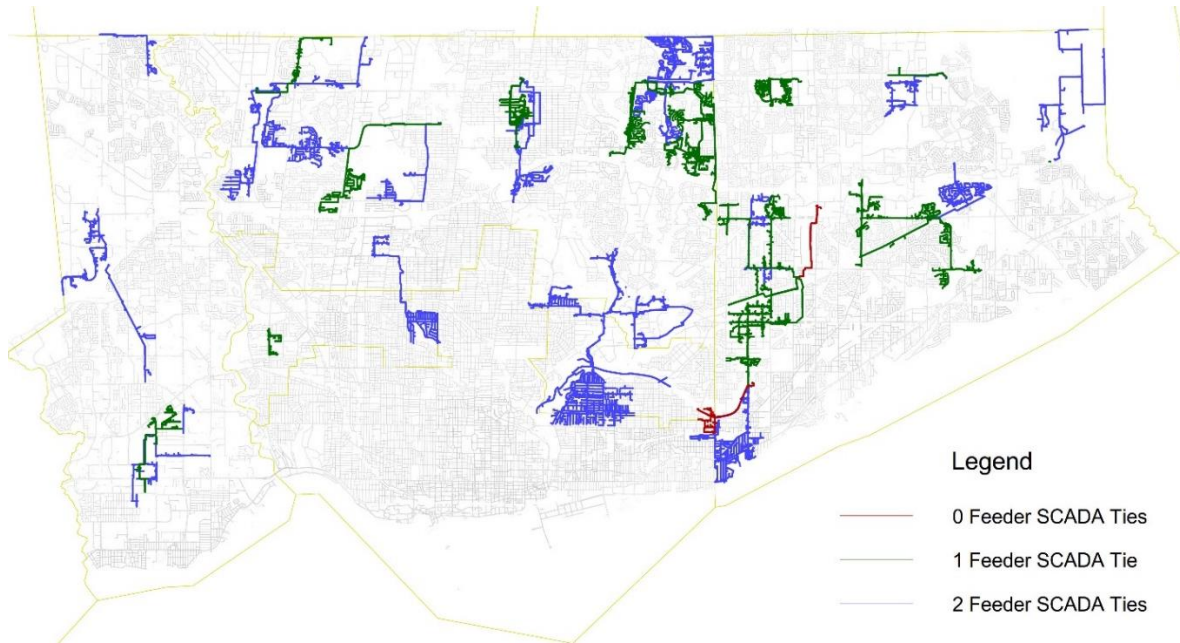 Legend
0 Feeder SCADA Ties
1 Feeder SCADA Tie
2 Feeder SCADA Ties